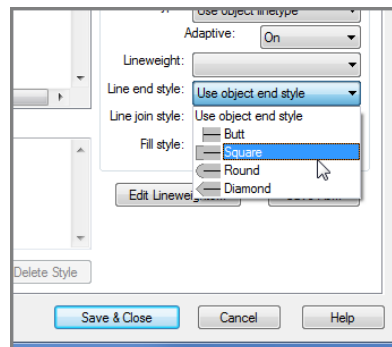 Use object linetype
Adaptive: On
Lineweight:
Line end style: Use object end style
Line join style: Use object end style
Butt
Fill style:
Square
Round
Diamond
Edit Linewei
Delete Style
Save & Close Cancel Help